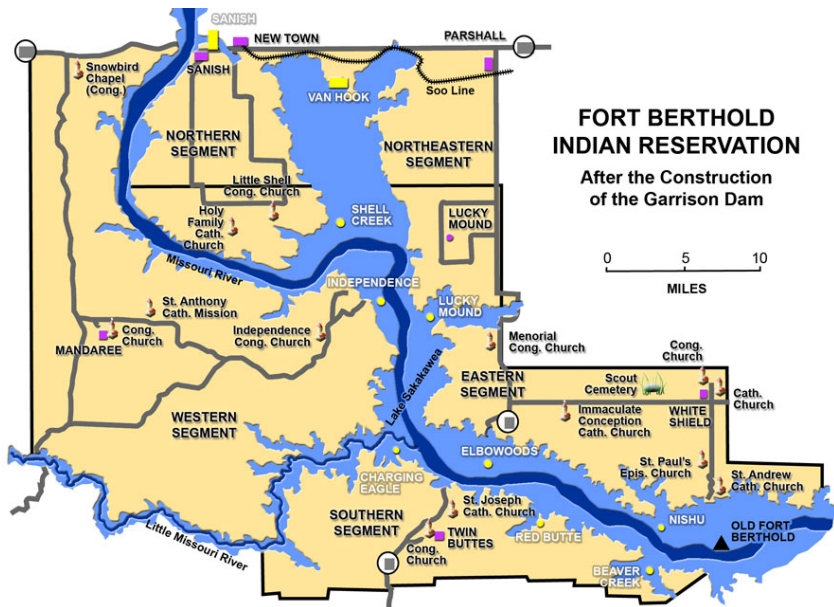 SANISH
NEW TOWN
PARSHALL
Snowbird
Chapel
(Cong.)
SANISH
Soo Line
VAN HOOK
FORT BERTHOLD
INDIAN RESERVATION
After the Construction
of the Garrison Dam
NORTHERN
SEGMENT
NORTHEASTERN
SEGMENT
Little Shell
Cong. Church
Holy
Family
Cath.
Church
SHELL
CREEK
LUCKY
MOUND
0
5
10
MILES
Missouri River
INDEPENDENCE
LUCKY
MOUND
St. Anthony
Cath. Mission
Cong.
Church
MANDAREE
Independence
Cong. Church
Menorial
Cong. Church
Lake Sakakawea
EASTERN
SEGMENT
Cong.
Church
Scout
Cemetery
Cath.
Church
WHITE
SHIELD
Immaculate
Conception
Cath. Church
WESTERN
SEGMENT
ELBOWOODS
St. Paul's
Epis. Church
St. Andrew
Cath. Church
CHARGING
EAGLE
St. Joseph
Cath. Church
SOUTHERN
SEGMENT
Little Missouri River
Cong.
Church
TWIN
BUTTES
RED BUTTE
NISHU
OLD FORT
BERTHOLD
BEAVER
CREEK